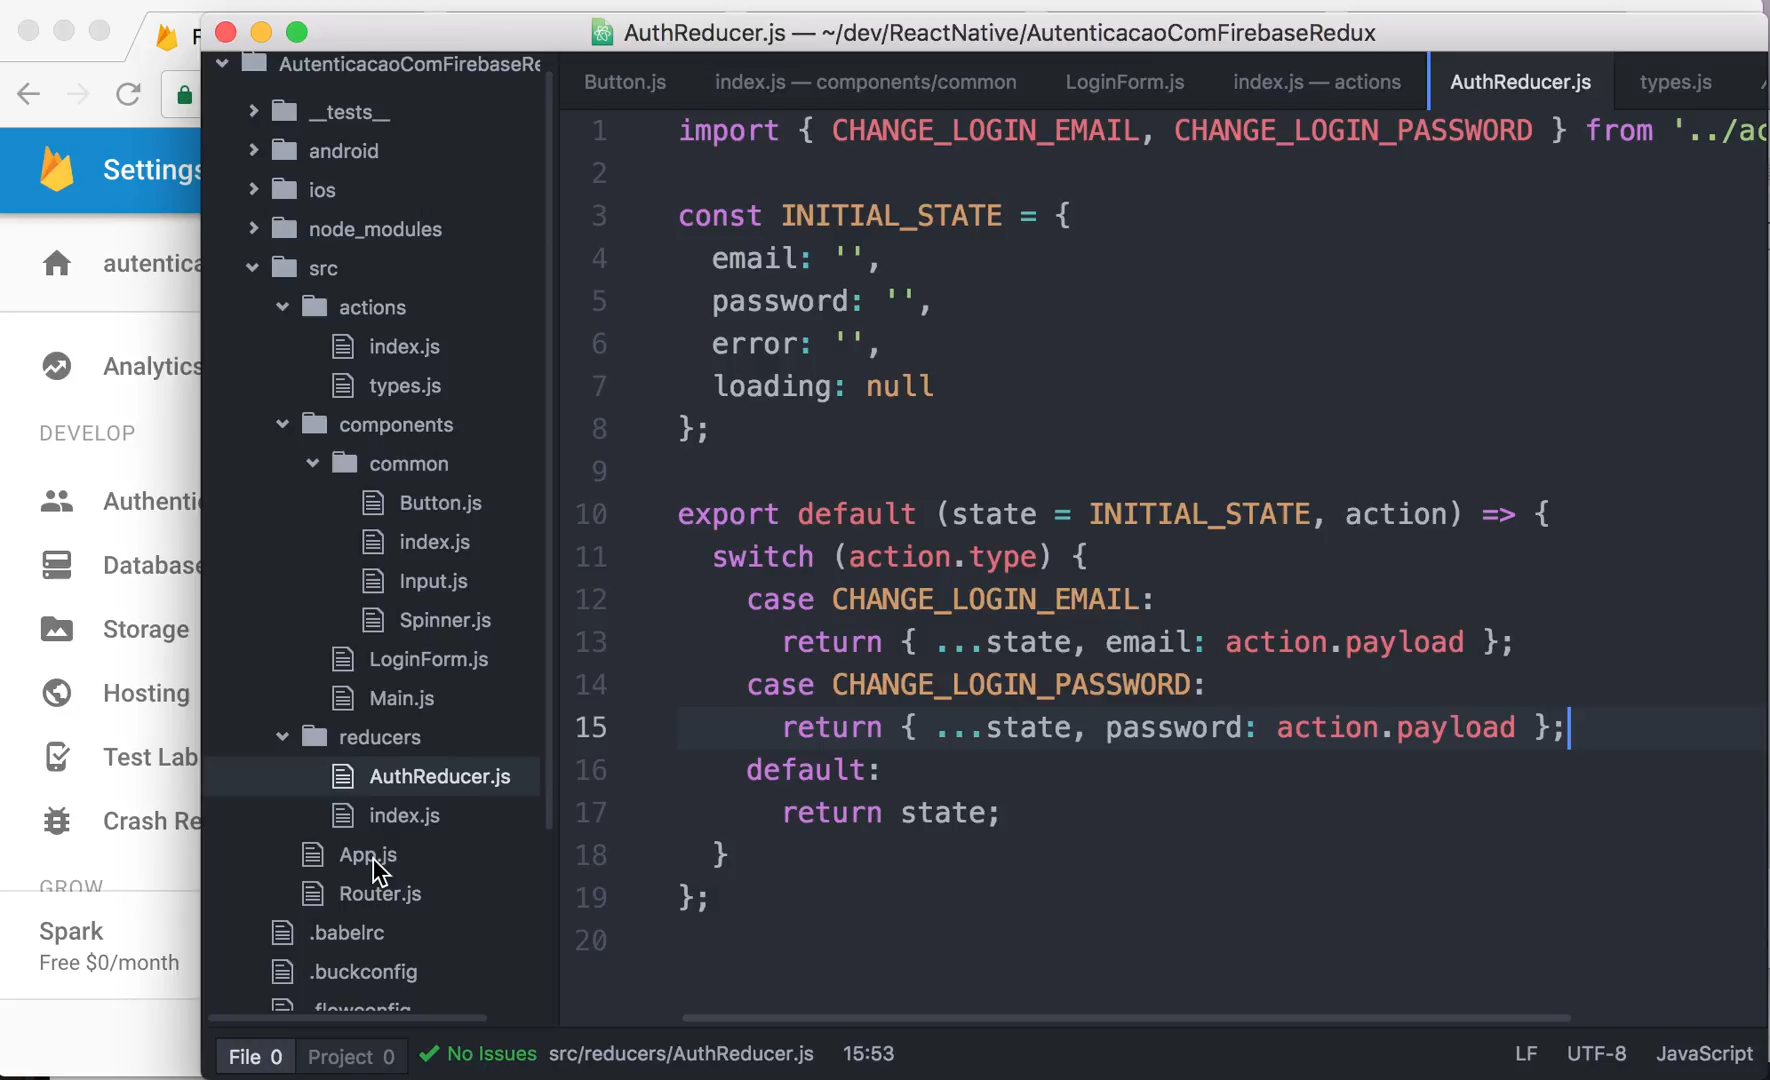 F
AuthReducer.js — ~/dev/ReactNative/AutenticacaoComFirebaseRedux
Settings
autentica
Analytics
DEVELOP
Authenti
Database
Storage
Hosting
Test Lab
Crash Re
GROW
Spark
Free $0/month
AutenticacaoComFirebaseRe
__tests__
android
ios
node_modules
src
actions
index.js
types.js
components
common
Button.js
index.js
Input.js
Spinner.js
LoginForm.js
Main.js
reducers
AuthReducer.js
index.js
App.js
Router.js
.babelrc
.buckconfig
.flowconfig
Button.js index.js — components/common LoginForm.js index.js — actions AuthReducer.js types.js
1 import { CHANGE_LOGIN_EMAIL, CHANGE_LOGIN_PASSWORD } from '../ac
2
3 const INITIAL_STATE = {
4 email: '',
5 password: '',
6 error: '',
7 loading: null
8 };
9
10 export default (state = INITIAL_STATE, action) => {
11 switch (action.type) {
12 case CHANGE_LOGIN_EMAIL:
13 return { ...state, email: action.payload };
14 case CHANGE_LOGIN_PASSWORD:
15 return { ...state, password: action.payload };
16 default:
17 return state;
18 }
19 };
20
File 0 Project 0 No Issues src/reducers/AuthReducer.js 15:53 LF UTF-8 JavaScript